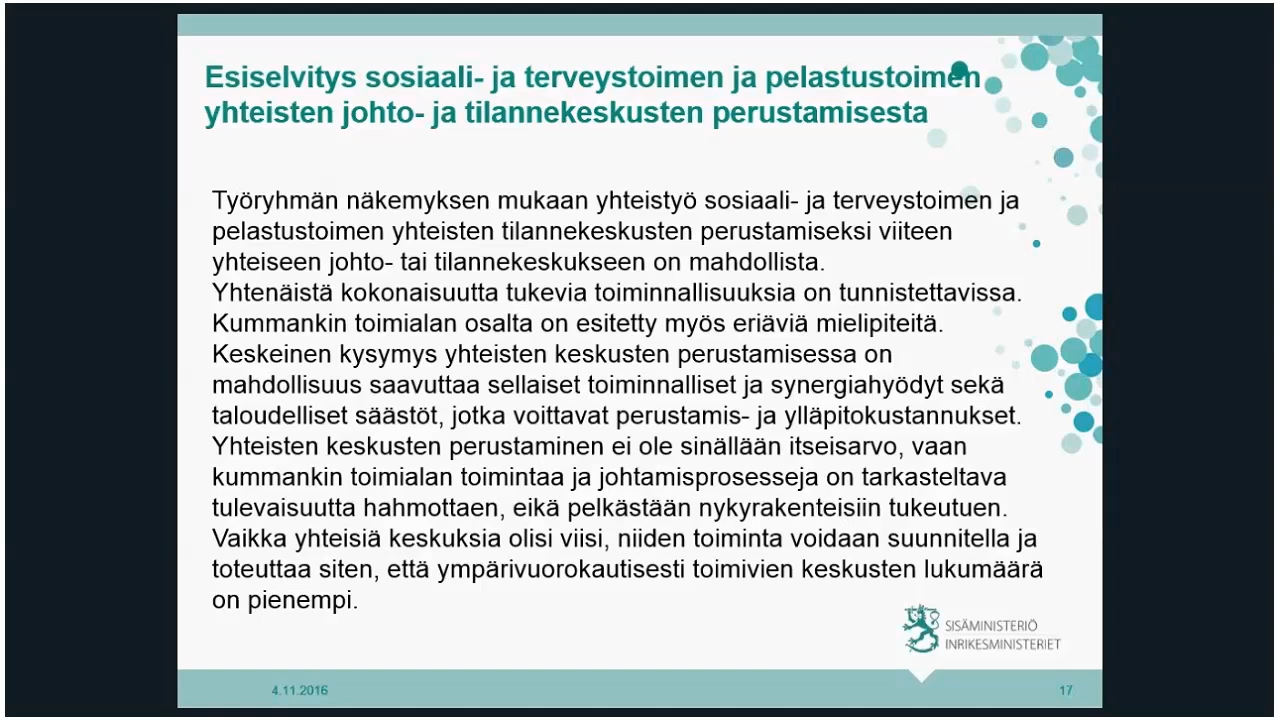 Esiselvitys sosiaali- ja terveystoimen ja pelastustoimen
yhteisten johto- ja tilannekeskusten perustamisesta
Työryhmän näkemyksen mukaan yhteistyö sosiaali- ja terveystoimen ja
pelastustoimen yhteisten tilannekeskusten perustamiseksi viiteen
yhteiseen johto- tai tilannekeskukseen on mahdollista.
Yhtenäistä kokonaisuutta tukevia toiminnallisuuksia on tunnistettavissa.
Kummankin toimialan osalta on esitetty myös eriäviä mielipiteitä.
Keskeinen kysymys yhteisten keskusten perustamisessa on
mahdollisuus saavuttaa sellaiset toiminnalliset ja synergiahyödyt sekä
taloudelliset säästöt, jotka voittavat perustamis- ja ylläpitokustannukset.
Yhteisten keskusten perustaminen ei ole sinällään itseisarvo, vaan
kummankin toimialan toimintaa ja johtamisprosesseja on tarkasteltava
tulevaisuutta hahmottaen, eikä pelkästään nykyrakenteisiin tukeutuen.
Vaikka yhteisiä keskuksia olisi viisi, niiden toiminta voidaan suunnitella ja
toteuttaa siten, että ympärivuorokautisesti toimivien keskusten lukumäärä
on pienempi.
SISÄMINISTERIÖ
INRIKESMINISTERIET
4.11.2016
17